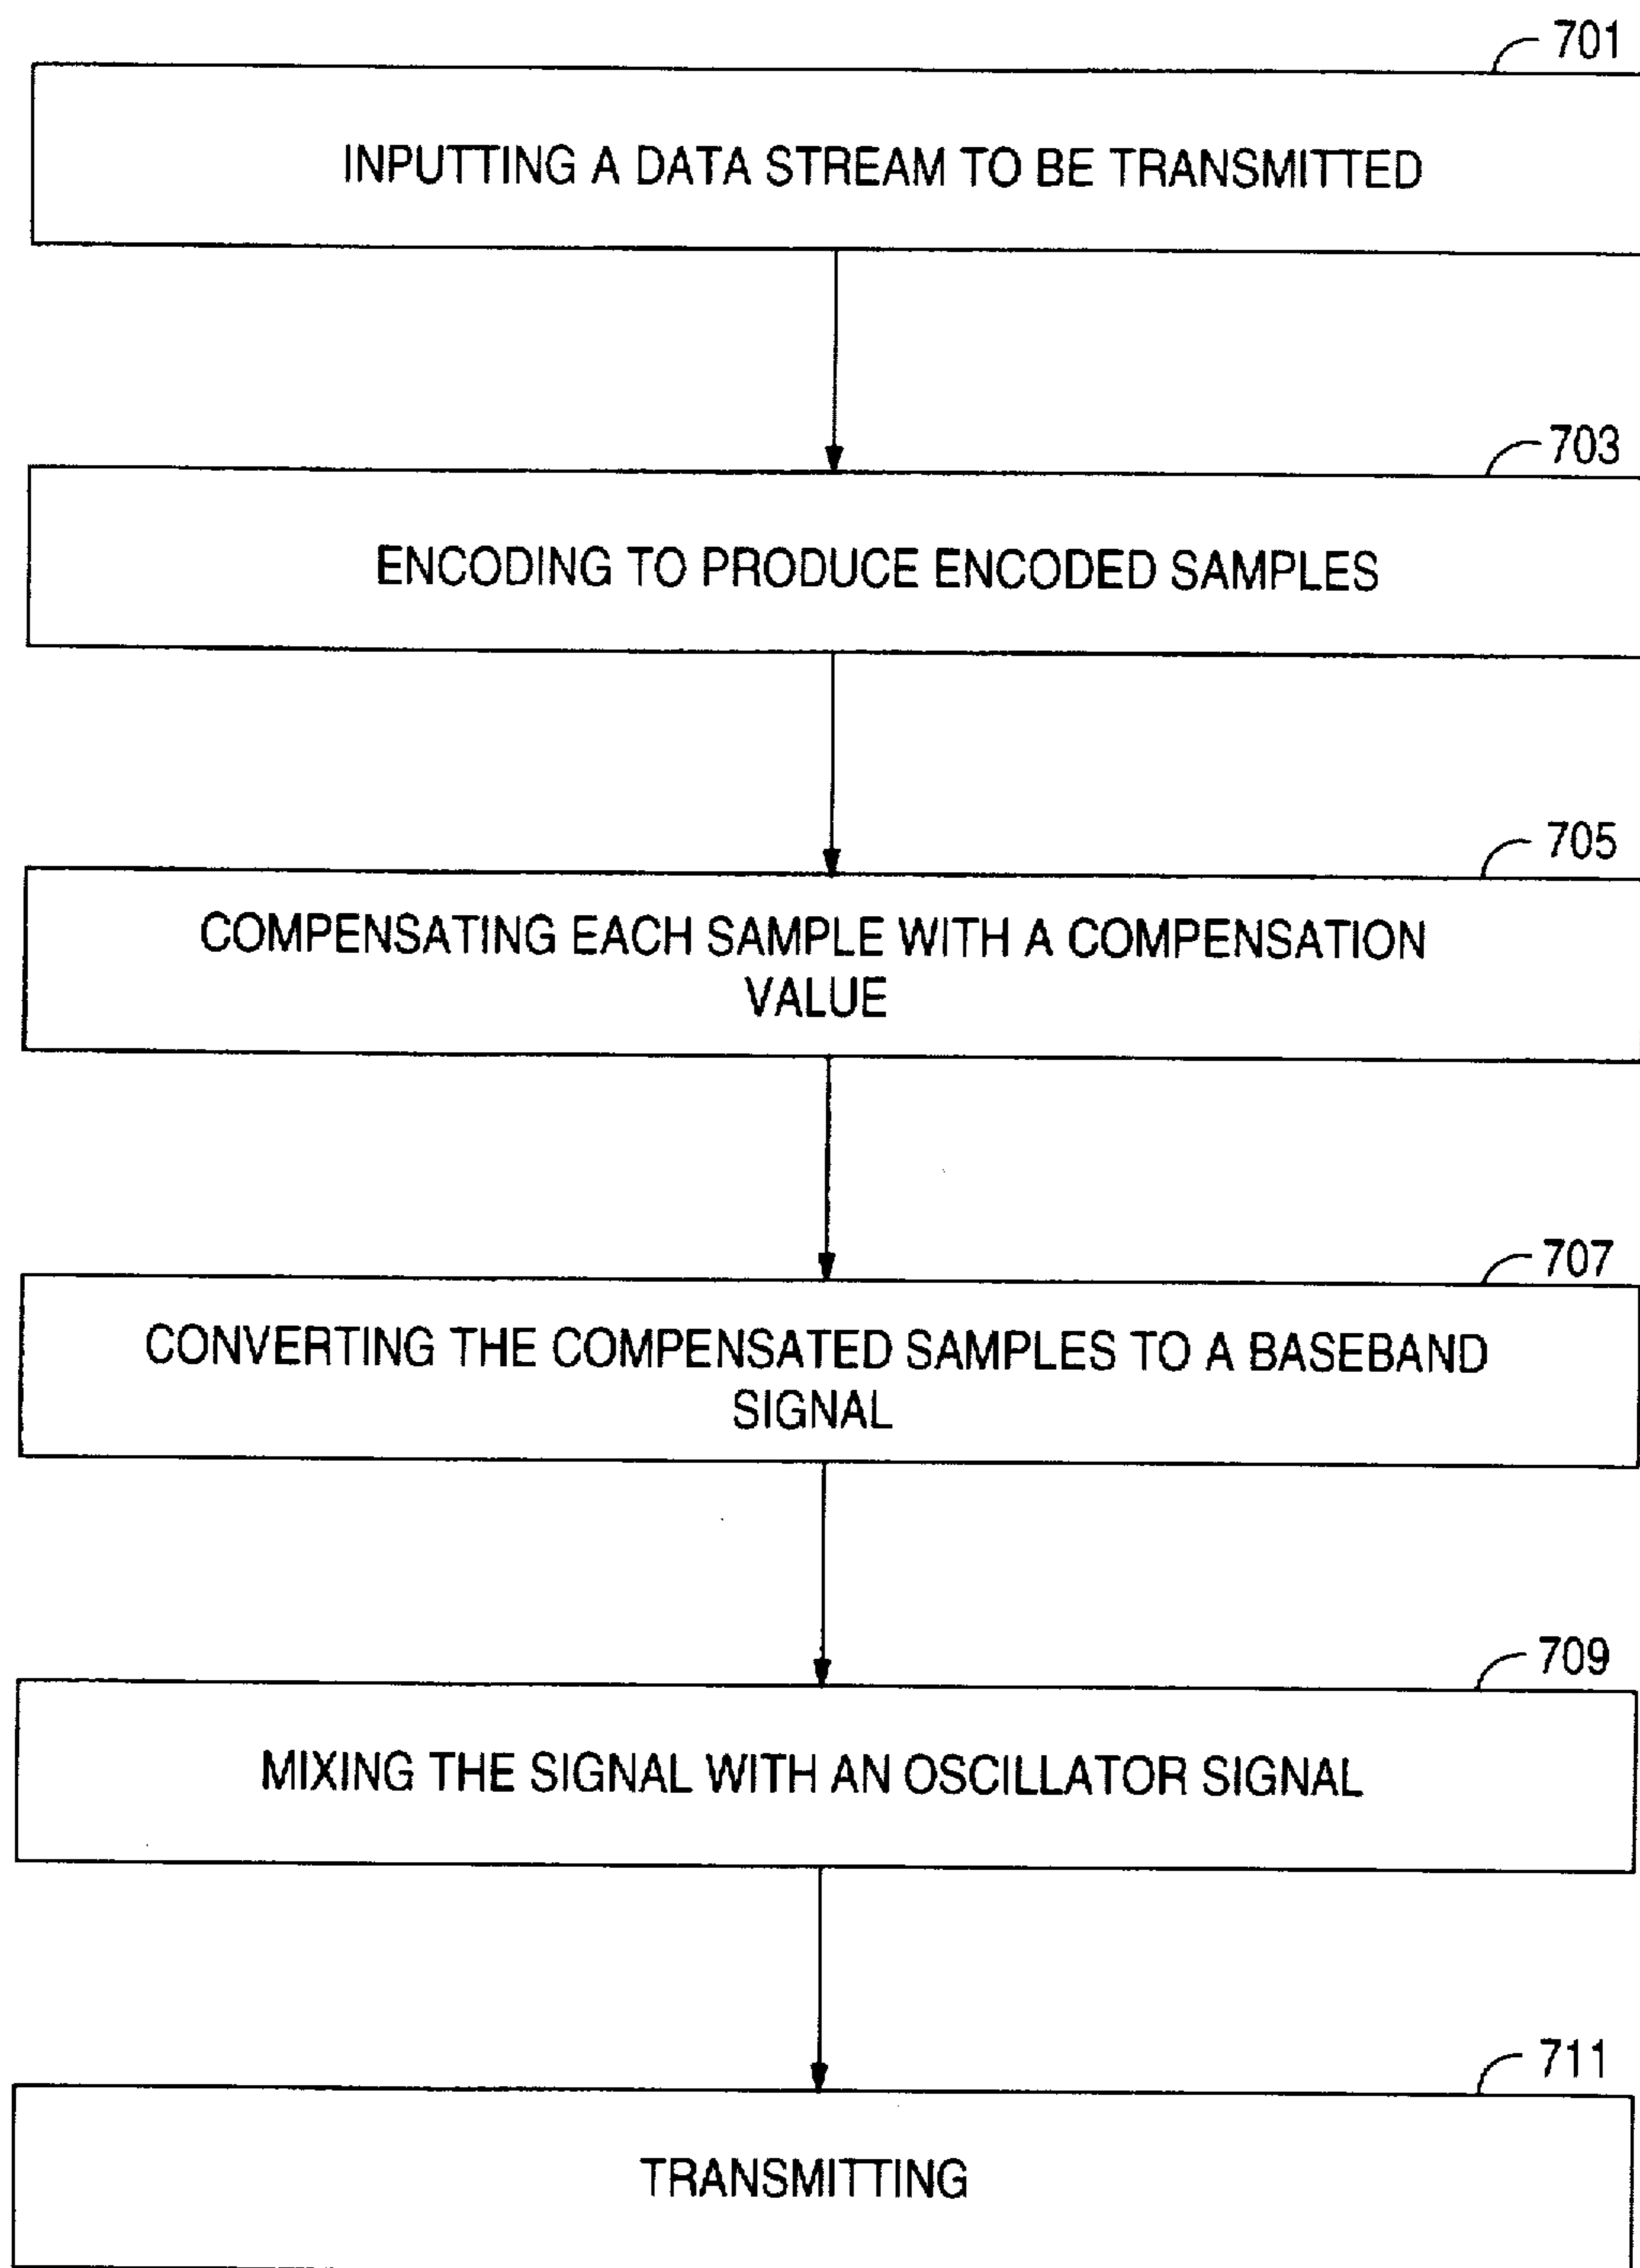 701
INPUTTING A DATA STREAM TO BE TRANSMITTED
703
ENCODING TO PRODUCE ENCODED SAMPLES
705
COMPENSATING EACH SAMPLE WITH A COMPENSATION
VALUE
707
CONVERTING THE COMPENSATED SAMPLES TO A BASEBAND
SIGNAL
709
MIXING THE SIGNAL WITH AN OSCILLATOR SIGNAL
711
TRANSMITTING